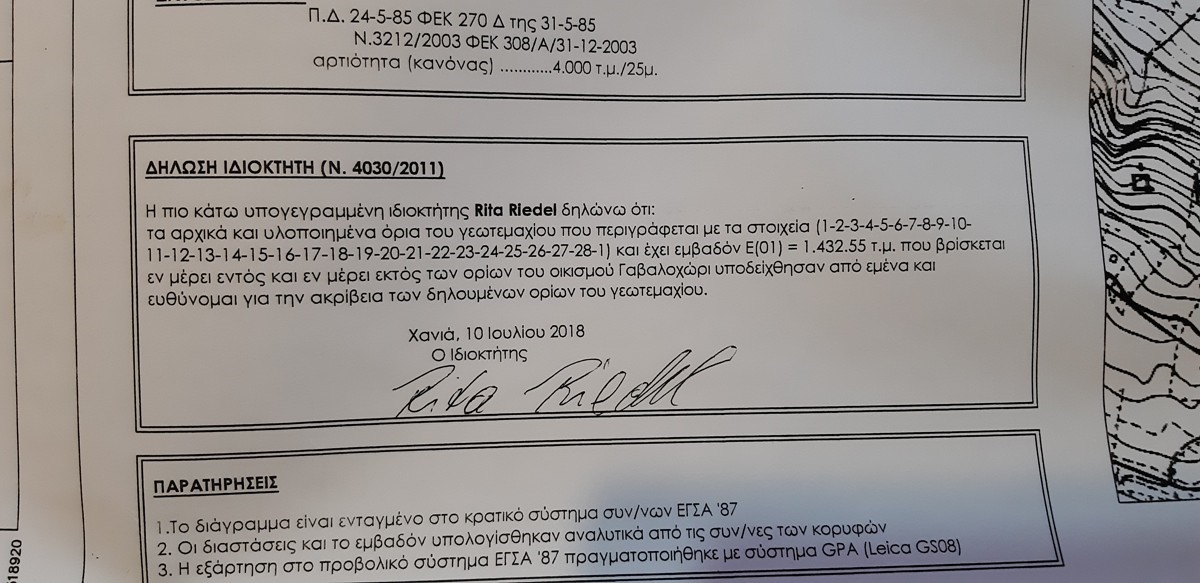 Π.Δ. 24-5-85 ΦΕΚ 270 Δ της 31-5-85
Ν.3212/2003 ΦΕΚ 308/Α/31-12-2003
αρτιότητα (κανόνας) ............4.000 τ.μ./25μ.
ΔΗΛΩΣΗ ΙΔΙΟΚΤΗΤΗ (Ν. 4030/2011)
Η πιο κάτω υπογεγραμμένη ιδιοκτήτης Rita Riedel δηλώνω ότι:
τα αρχικά και υλοποιημένα όρια του γεωτεμαχίου που περιγράφεται με τα στοιχεία (1-2-3-4-5-6-7-8-9-10-
11-12-13-14-15-16-17-18-19-20-21-22-23-24-25-26-27-28-1) και έχει εμβαδόν Ε(01) = 1.432.55 τ.μ. που βρίσκεται
εν μέρει εντός και εν μέρει εκτός των ορίων του οικισμού Γαβαλοχώρι υποδείχθησαν από εμένα και
ευθύνομαι για την ακρίβεια των δηλουμένων ορίων του γεωτεμαχίου.
Χανιά, 10 Ιουλίου 2018
Ο Ιδιοκτήτης
Rita Riedel
ΠΑΡΑΤΗΡΗΣΕΙΣ
1.Το διάγραμμα είναι ενταγμένο στο κρατικό σύστημα συν/νων ΕΓΣΑ '87
2. Οι διαστάσεις και το εμβαδόν υπολογίσθηκαν αναλυτικά από τις συν/νες των κορυφών
3. Η εξάρτηση στο προβολικό σύστημα ΕΓΣΑ '87 πραγματοποιήθηκε με σύστημα GPA (Leica GS08)
518920